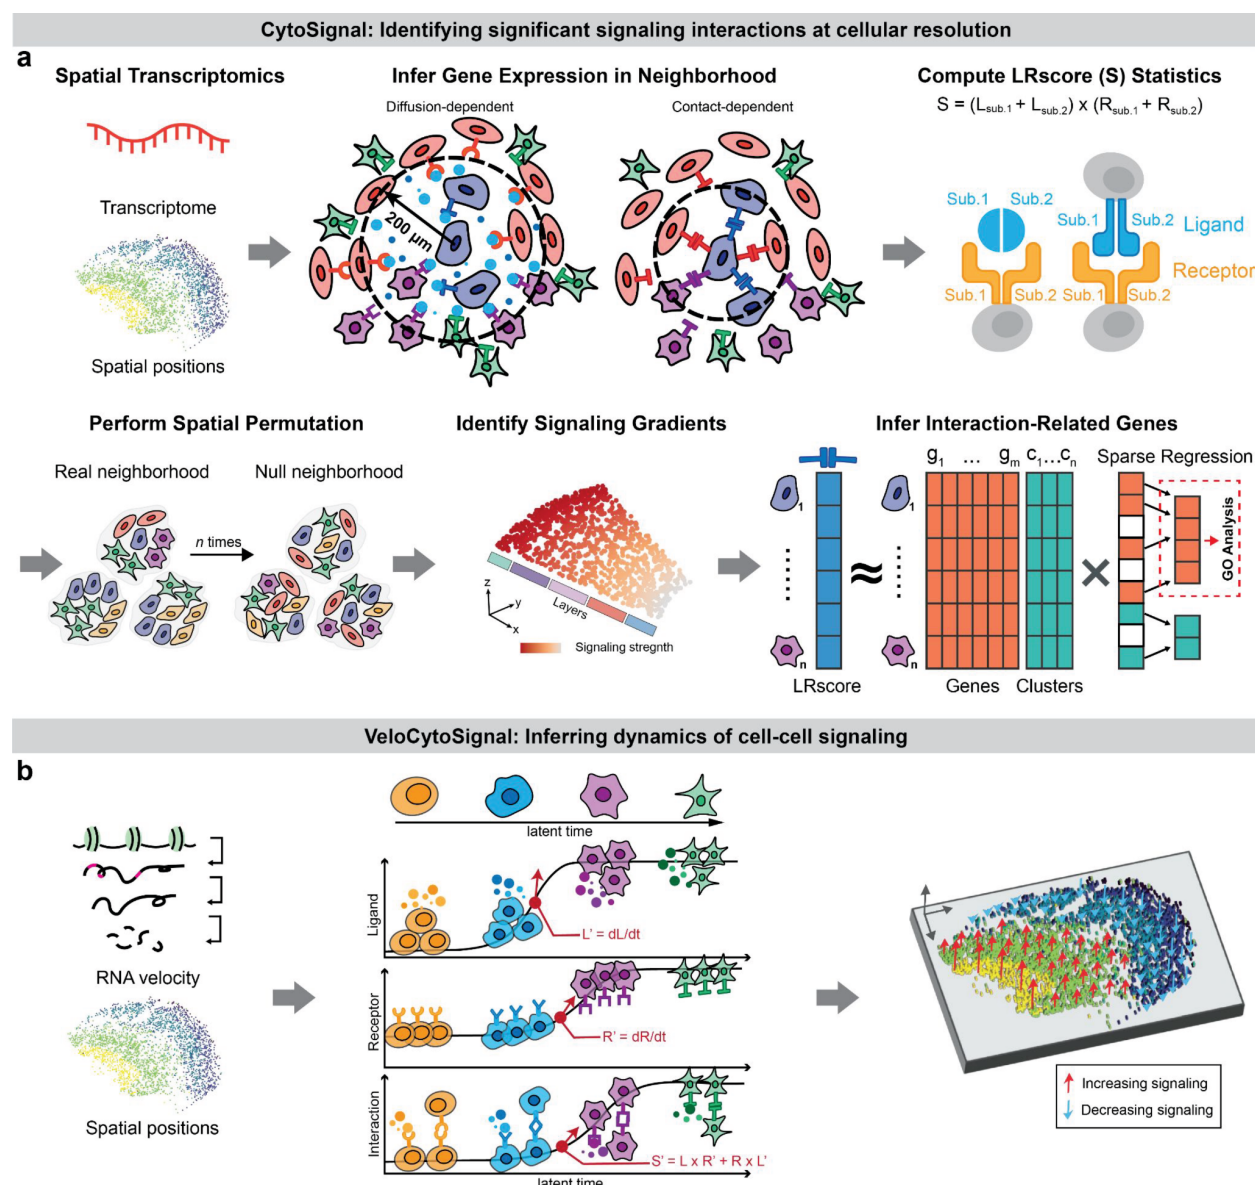 CytoSignal: Identifying significant signaling interactions at cellular resolution
a
Spatial Transcriptomics
Infer Gene Expression in Neighborhood
Compute LRscore (S) Statistics
Diffusion-dependent
Contact-dependent
S = (Lsub.1 + Lsub.2) x (Rsub.1 + Rsub.2)
Transcriptome
200 µm
Sub.1 Sub.2
Sub.1 Sub.2 Ligand
Receptor
Sub.1 Sub.2 Sub.1 Sub.2
Spatial positions
Perform Spatial Permutation
Identify Signaling Gradients
Infer Interaction-Related Genes
Real neighborhood
Null neighborhood
n times
z
y
x
Layers
Signaling stregnth
g1 ... gm c1...cn Sparse Regression
1
1
≈
×
GO Analysis
n
n
LRscore
Genes Clusters
VeloCytoSignal: Inferring dynamics of cell-cell signaling
b
latent time
RNA velocity
Spatial positions
Ligand
L' = dL/dt
Receptor
R' = dR/dt
Interaction
S' = L x R' + R x L'
latent time
Increasing signaling
Decreasing signaling